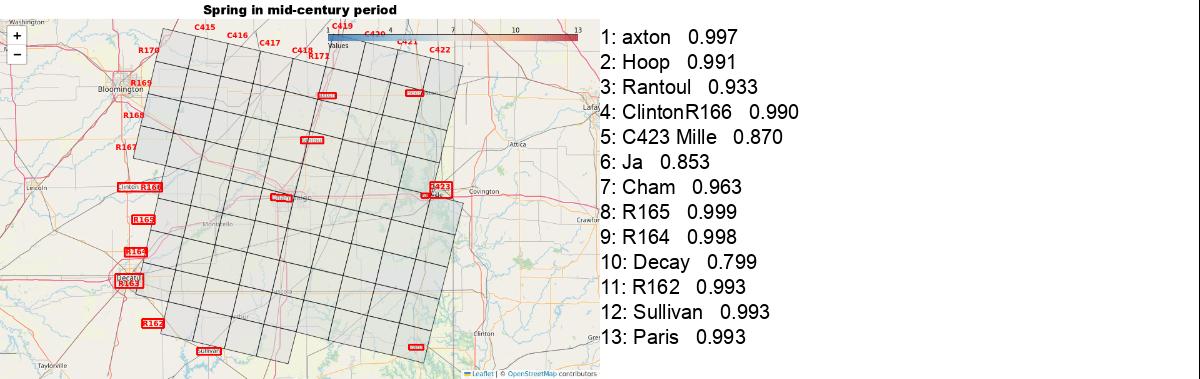 Spring in mid-century period
Washington
+
−
C415
C416
C417
C418
C419
C420
C421
C422
R171
1
4
7
10
13
Values
R170
R169
Bloomington
R168
R167
Lafay
Attica
Lincoln
Clinton R166
C423
Covington
R165
Crawfor
Monticello
R164
Decatur
R163
R162
Sullivan
Clinton
Paris
Taylorville
Leaflet | © OpenStreetMap contributors
1: axton 0.997
2: Hoop 0.991
3: Rantoul 0.933
4: ClintonR166 0.990
5: C423 Mille 0.870
6: Ja 0.853
7: Cham 0.963
8: R165 0.999
9: R164 0.998
10: Decay 0.799
11: R162 0.993
12: Sullivan 0.993
13: Paris 0.993